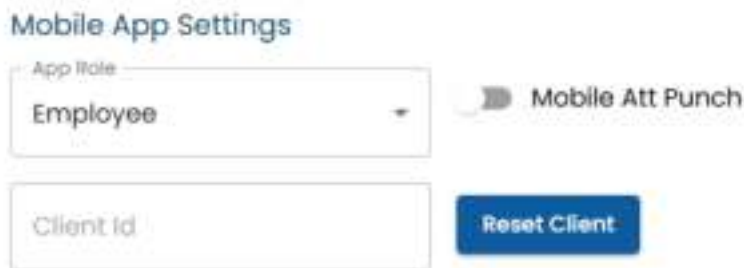 Mobile App Settings
App Role
Employee
Mobile Att Punch
Client Id
Reset Client